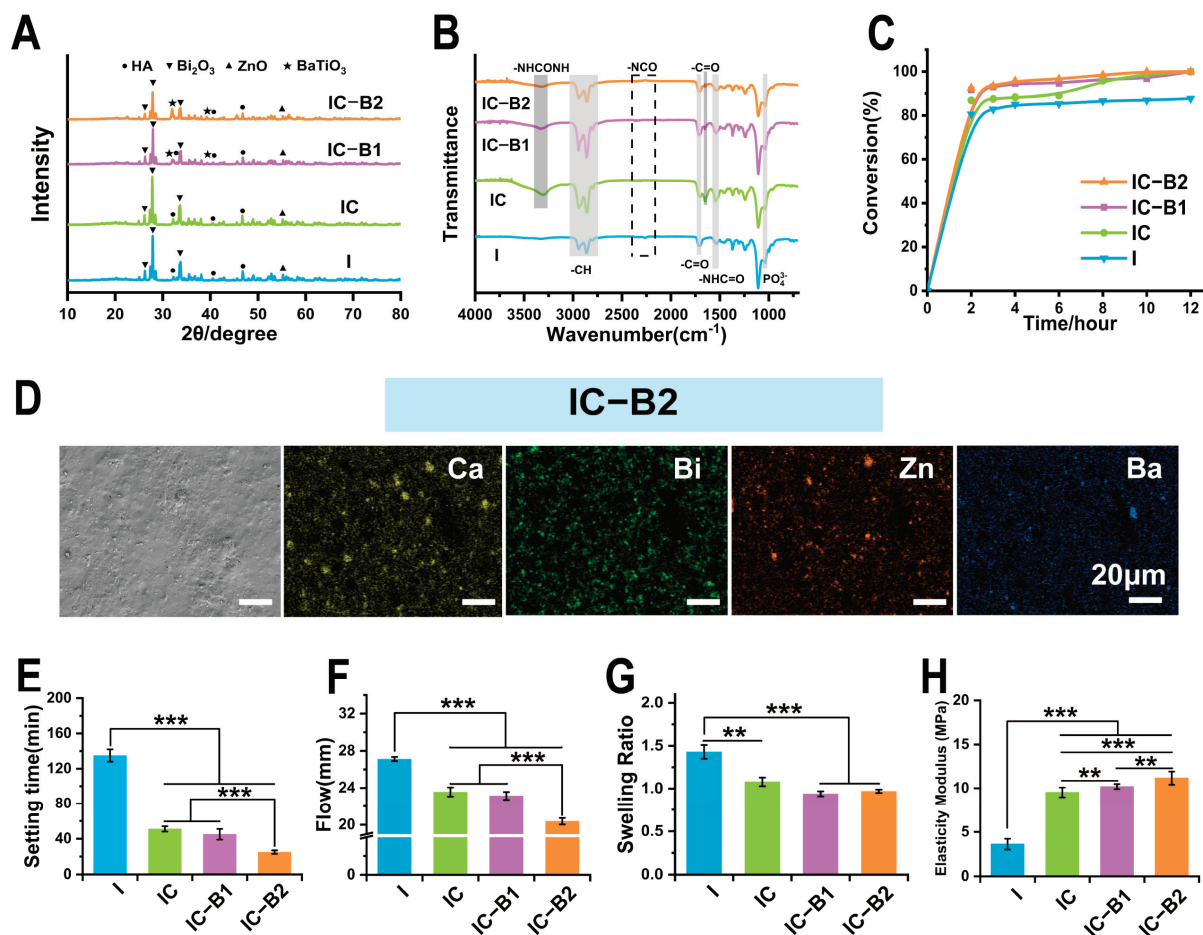 A
HA
Bi2O3
ZnO
BaTiO3
IC−B2
IC−B1
IC
I
Intensity
10 20 30 40 50 60 70 80
2θ/degree
B
-NHCONH
-NCO
-C=O
IC−B2
IC−B1
IC
I
-CH
-C=O
-NHC=O
PO4 3-
Transmittance
4000 3500 3000 2500 2000 1500 1000
Wavenumber(cm-1)
C
Conversion(%)
100
80
60
40
20
0
IC−B2
IC−B1
IC
I
0 2 4 6 8 10 12
Time/hour
D
IC−B2
Ca
Bi
Zn
Ba
20μm
E
Setting time(min)
200
160
120
80
40
0
***
***
I IC IC−B1 IC−B2
F
Flow(mm)
32
28
24
20
0
***
***
I IC IC−B1 IC−B2
G
Swelling Ratio
2.0
1.5
1.0
0.5
0.0
**
***
I IC IC−B1 IC−B2
H
Elasticity Modulus (MPa)
20
15
10
5
0
***
***
**
**
I IC IC−B1 IC−B2